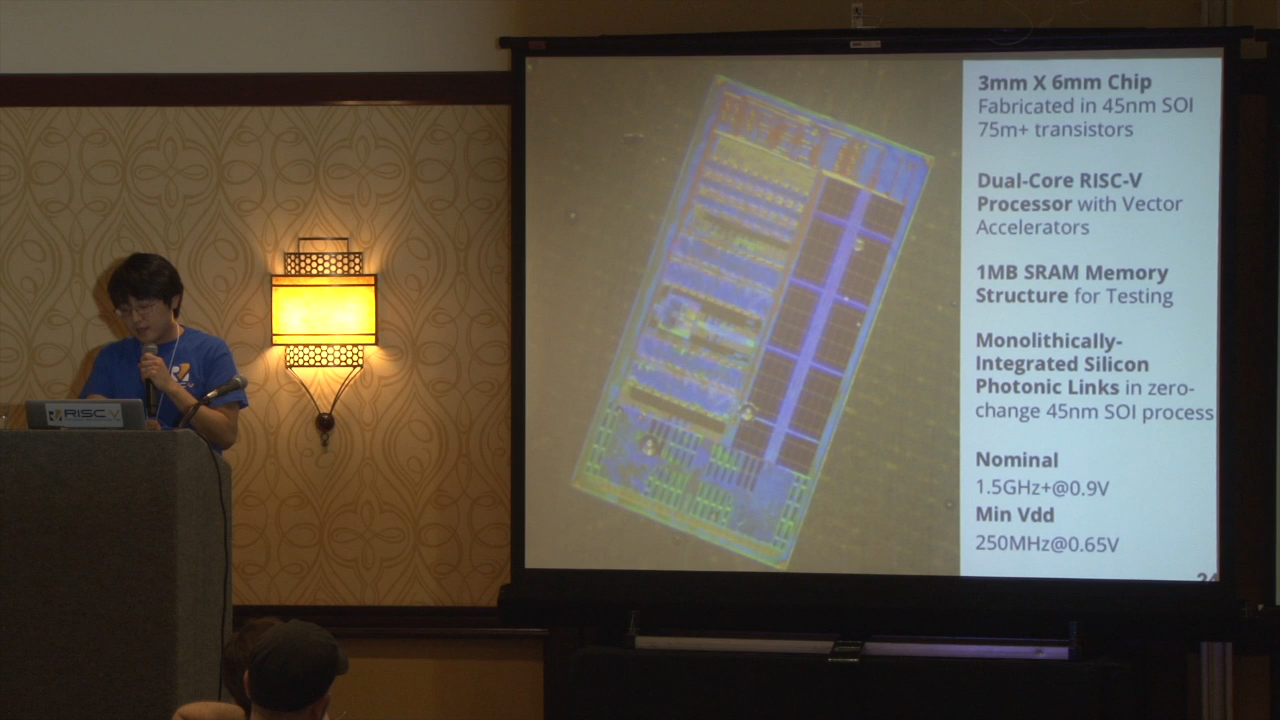 3mm X 6mm Chip
Fabricated in 45nm SOI
75m+ transistors
Dual-Core RISC-V
Processor with Vector
Accelerators
1MB SRAM Memory
Structure for Testing
Monolithically-
Integrated Silicon
Photonic Links in zero-
change 45nm SOI process
Nominal
1.5GHz+@0.9V
Min Vdd
250MHz@0.65V
RISC V